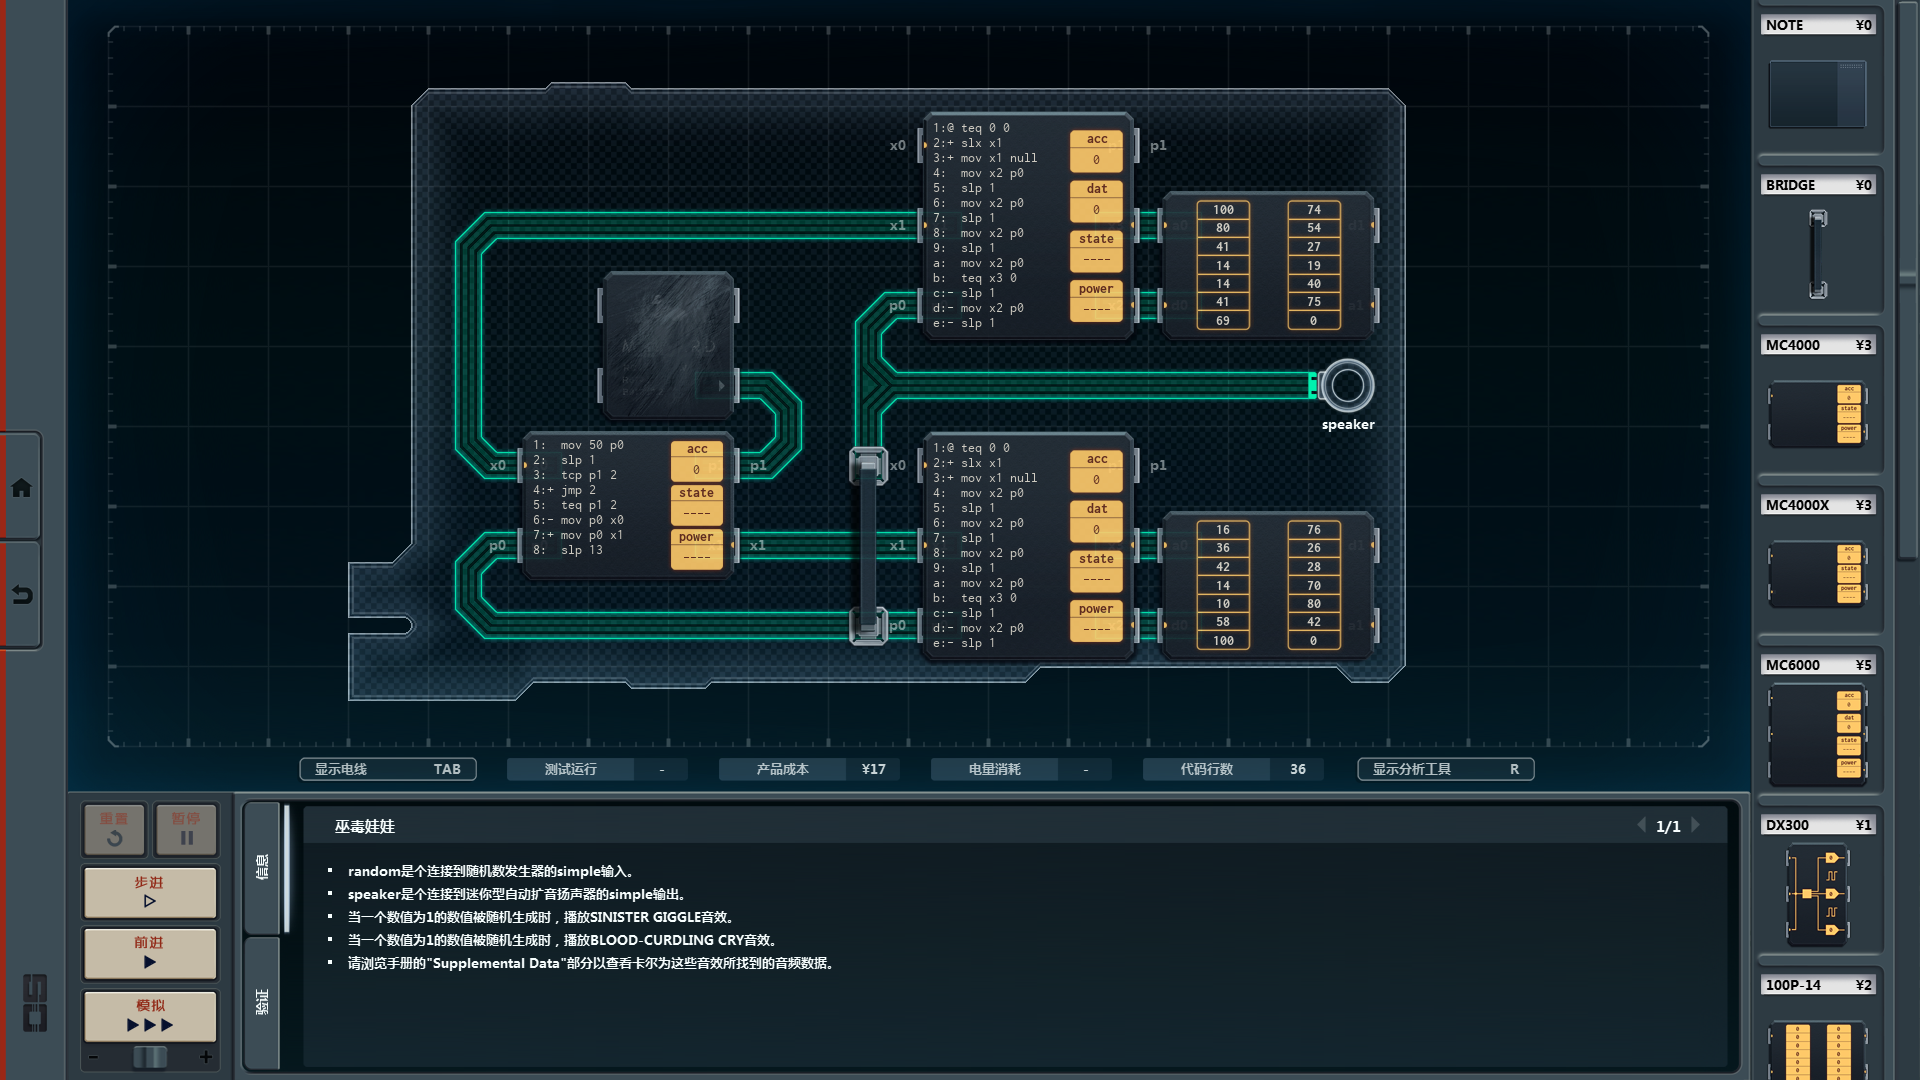 NOTE ¥0
BRIDGE ¥0
MC4000 ¥3
MC4000X ¥3
MC6000 ¥5
DX300 ¥1
100P-14 ¥2
x0
x1
p0
p1
1:@ teq 0 0
2:+ slx x1
3:+ mov x1 null
4: mov x2 p0
5: slp 1
6: mov x2 p0
7: slp 1
8: mov x2 p0
9: slp 1
a: mov x2 p0
b: teq x3 0
c:- slp 1
d:- mov x2 p0
e:- slp 1
acc
0
dat
0
state
----
power
----
100 74
80 54
41 27
14 19
14 40
41 75
69 0
speaker
x0
p0
p1
x1
1: mov 50 p0
2: slp 1
3: tcp p1 2
4:+ jmp 2
5: teq p1 2
6:- mov p0 x0
7:+ mov p0 x1
8: slp 13
acc
0
state
----
power
----
x0
x1
p0
p1
1:@ teq 0 0
2:+ slx x1
3:+ mov x1 null
4: mov x2 p0
5: slp 1
6: mov x2 p0
7: slp 1
8: mov x2 p0
9: slp 1
a: mov x2 p0
b: teq x3 0
c:- slp 1
d:- mov x2 p0
e:- slp 1
acc
0
dat
0
state
----
power
----
16 76
36 26
42 28
14 70
10 80
58 42
100 0
显示电线 TAB
测试运行 -
产品成本 ¥17
电量消耗 -
代码行数 36
显示分析工具 R
重置
暂停
步进
前进
模拟
- +
信息
验证
巫毒娃娃
1/1
▪ random是个连接到随机数发生器的simple输入。
▪ speaker是个连接到迷你型自动扩音扬声器的simple输出。
▪ 当一个数值为1的数值被随机生成时，播放SINISTER GIGGLE音效。
▪ 当一个数值为1的数值被随机生成时，播放BLOOD-CURDLING CRY音效。
▪ 请浏览手册的"Supplemental Data"部分以查看卡尔为这些音效所找到的音频数据。